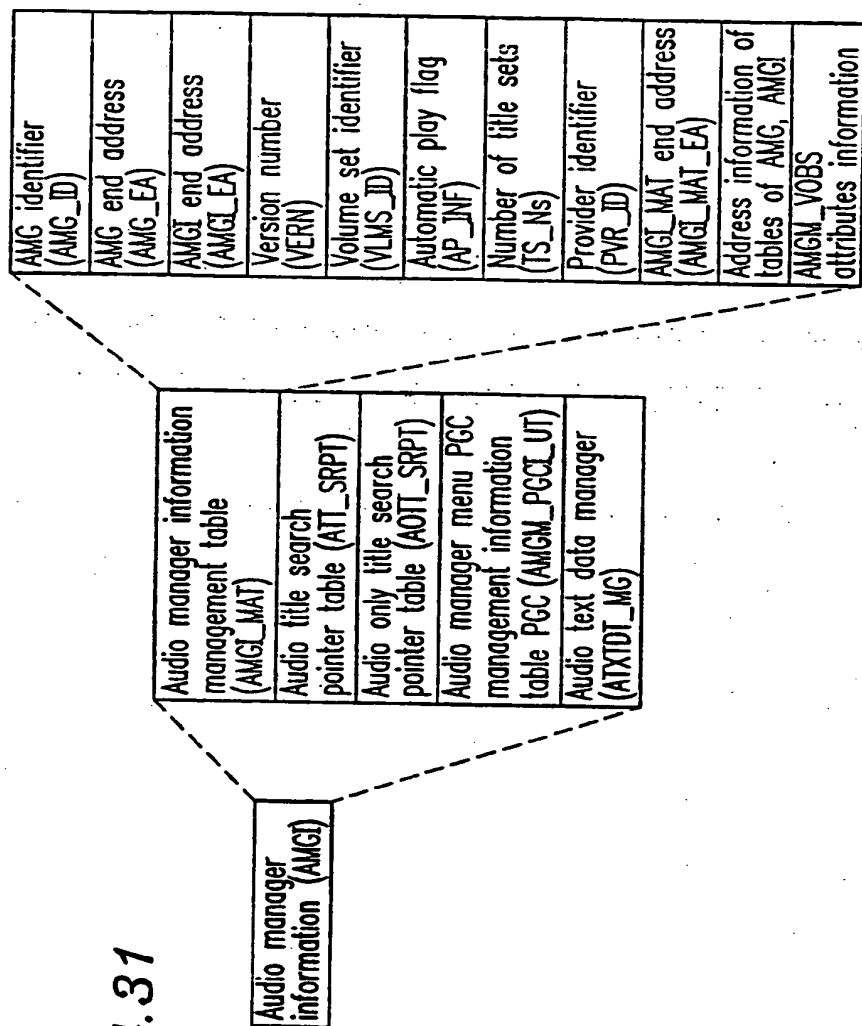 .31
Audio manager
information (AMGI)
Audio manager information
management table
(AMGI_MAT)
Audio title search
pointer table (ATT_SRPT)
Audio only title search
pointer table (AOTT_SRPT)
Audio manager menu PGC
management information
table PGC (AMGM_PGCI_UT)
Audio text data manager
(ATXTDT_MG)
AMG identifier
(AMG_ID)
AMG end address
(AMG_EA)
AMGI end address
(AMGI_EA)
Version number
(VERN)
Volume set identifier
(VLMS_ID)
Automatic play flag
(AP_INF)
Number of title sets
(TS_Ns)
Provider identifier
(PVR_ID)
AMGI_MAT end address
(AMGI_MAT_EA)
Address information of
tables of AMG, AMGI
AMGM_VOBS
attributes information